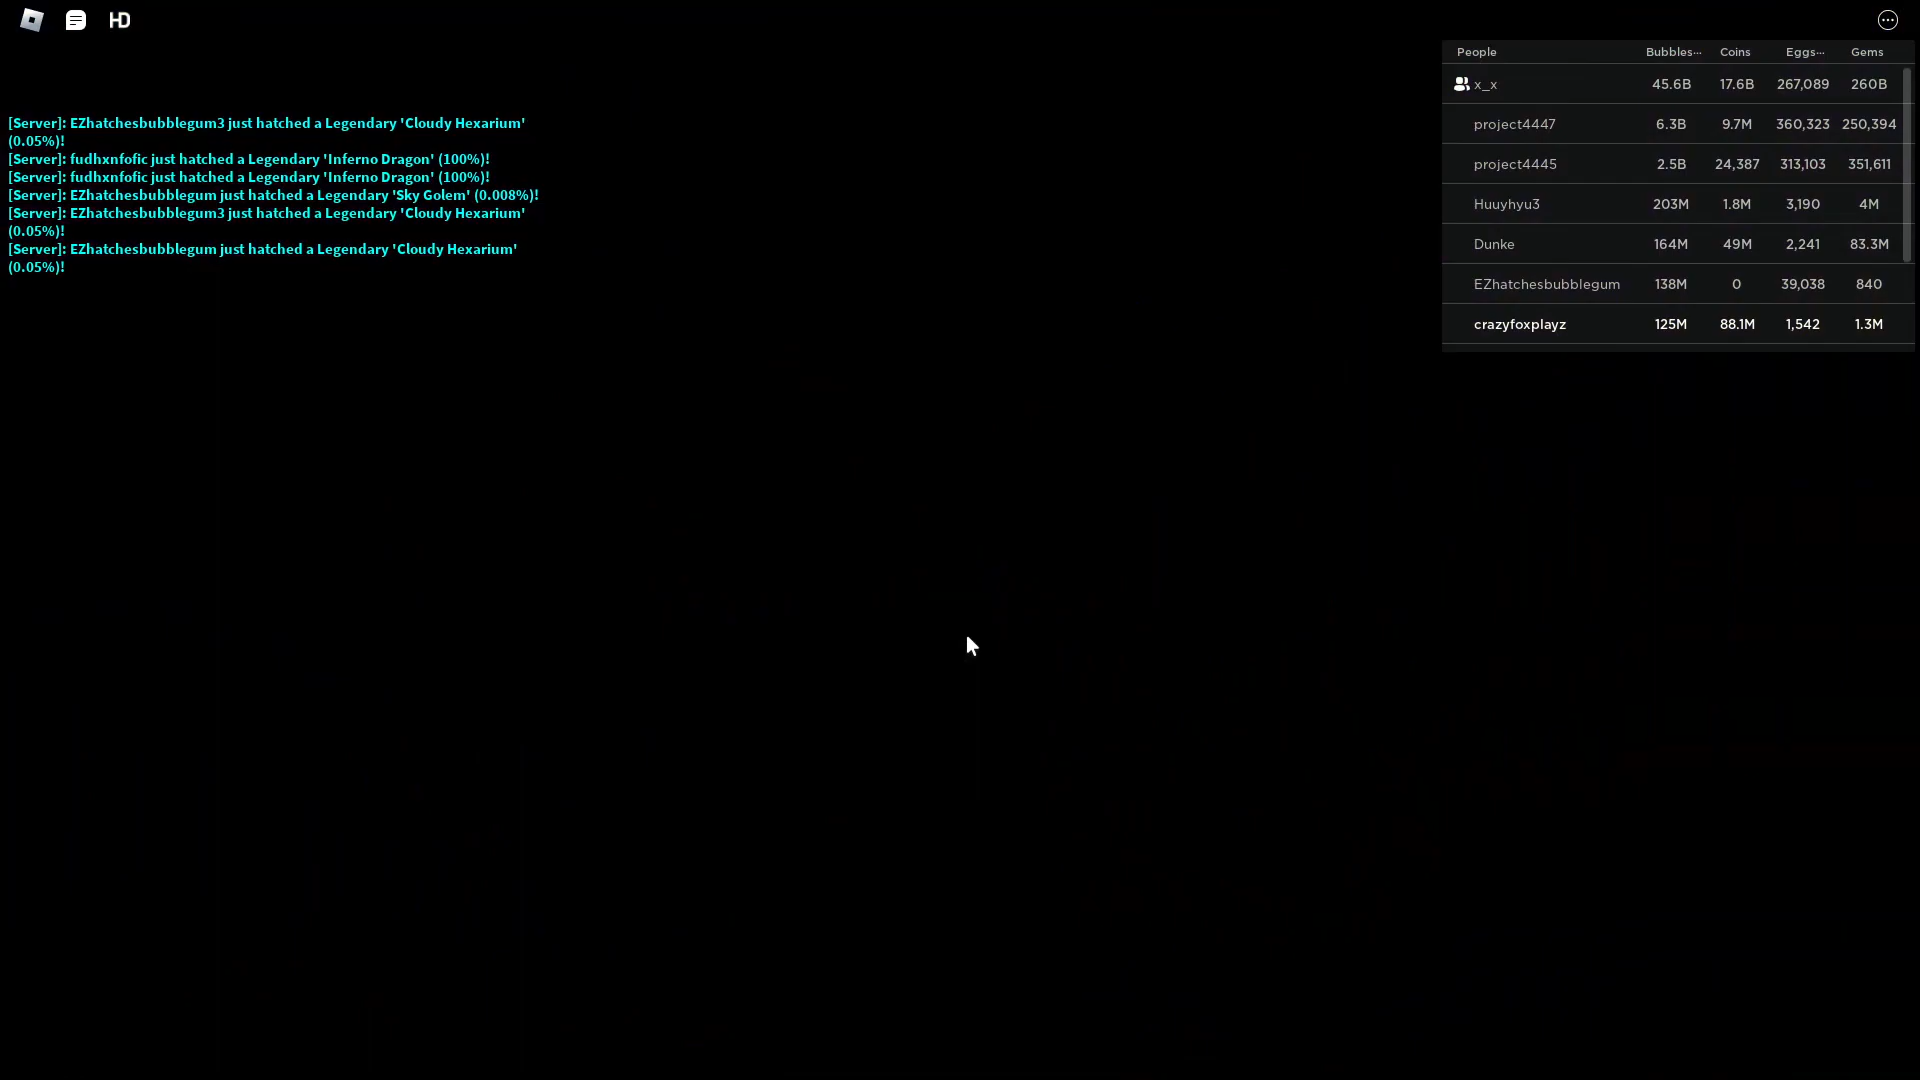 HD
[Server]: EZhatchesbubblegum3 just hatched a Legendary 'Cloudy Hexarium'
(0.05%)!
[Server]: fudhxnfofic just hatched a Legendary 'Inferno Dragon' (100%)!
[Server]: fudhxnfofic just hatched a Legendary 'Inferno Dragon' (100%)!
[Server]: EZhatchesbubblegum just hatched a Legendary 'Sky Golem' (0.008%)!
[Server]: EZhatchesbubblegum3 just hatched a Legendary 'Cloudy Hexarium'
(0.05%)!
[Server]: EZhatchesbubblegum just hatched a Legendary 'Cloudy Hexarium'
(0.05%)!
People Bubbles... Coins Eggs... Gems
x_x 45.6B 17.6B 267,089 260B
project4447 6.3B 9.7M 360,323 250,394
project4445 2.5B 24,387 313,103 351,611
Huuyhyu3 203M 1.8M 3,190 4M
Dunke 164M 49M 2,241 83.3M
EZhatchesbubblegum 138M 0 39,038 840
crazyfoxplayz 125M 88.1M 1,542 1.3M